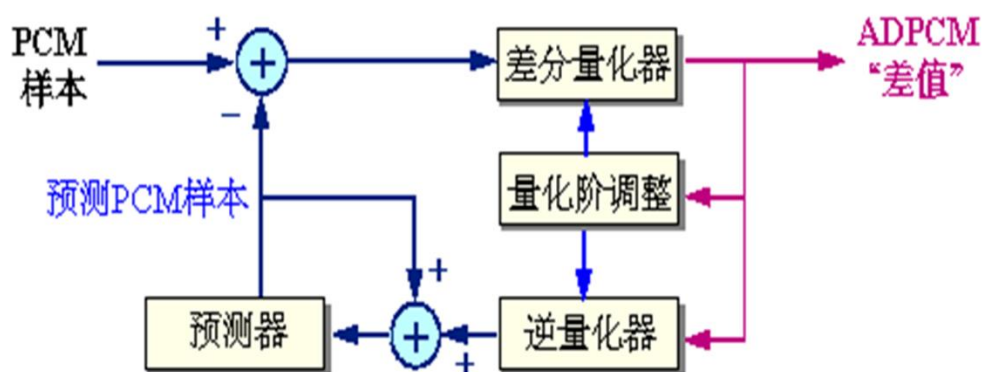 PCM
样本
+
+
−
差分量化器
ADPCM
“差值”
预测PCM样本
量化阶调整
+
预测器
+
+
逆量化器